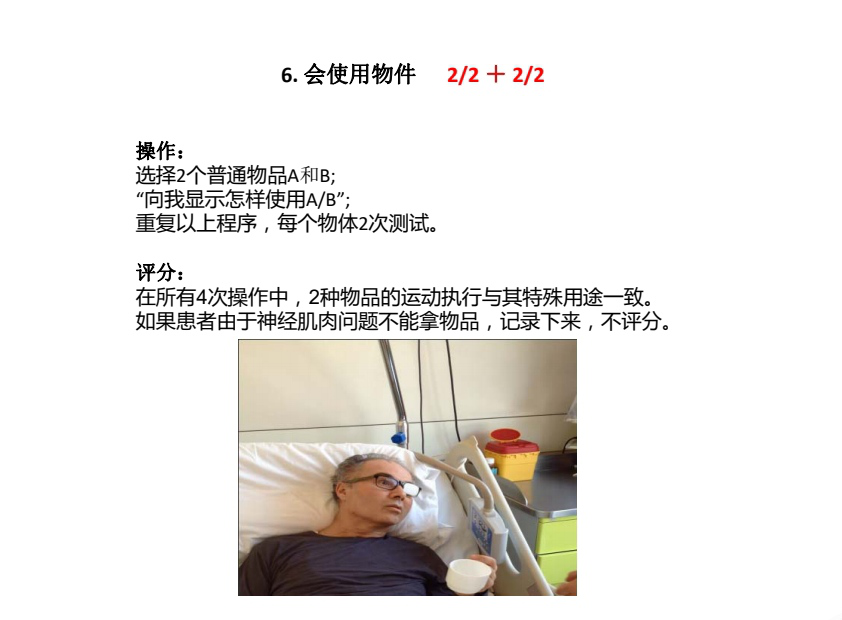 6. 会使用物件 2/2 + 2/2
操作:
选择2个普通物品A和B;
“向我显示怎样使用A/B”;
重复以上程序，每个物体2次测试。
评分:
在所有4次操作中，2种物品的运动执行与其特殊用途一致。
如果患者由于神经肌肉问题不能拿物品，记录下来，不评分。